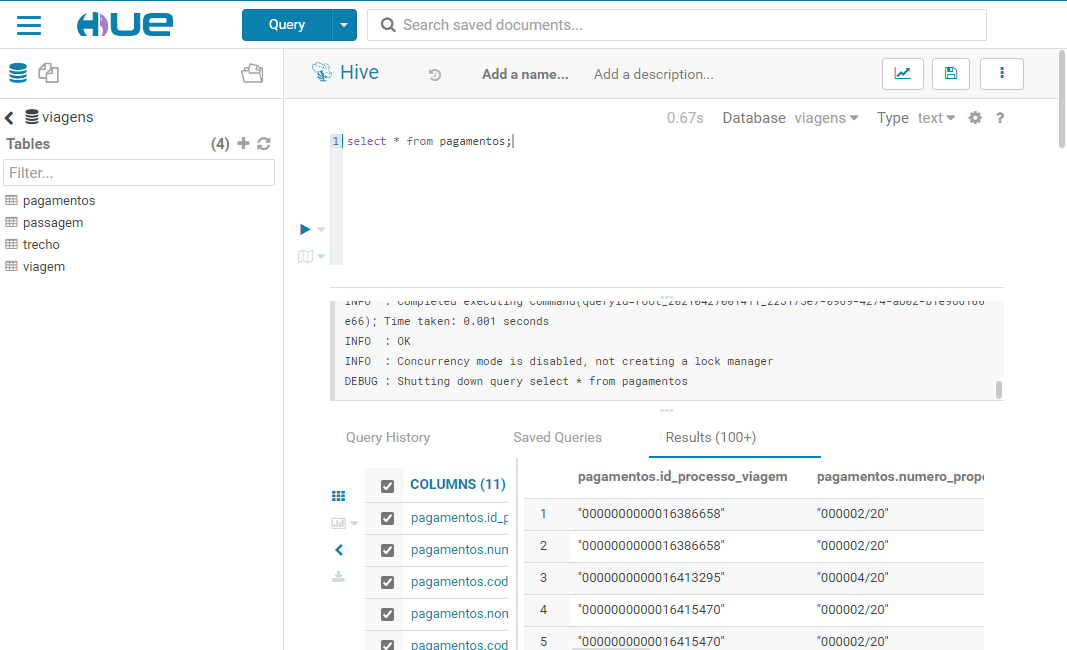 HUE
Query
Search saved documents...
Hive
Add a name...
Add a description...
viagens
Tables
(4)
Filter...
pagamentos
passagem
trecho
viagem
0.67s
Database viagens
Type text
?
1 select * from pagamentos;
INFO : Completed executing command(queryId=root_20210427001411_
e66); Time taken: 0.001 seconds
INFO : OK
INFO : Concurrency mode is disabled, not creating a lock manager
DEBUG : Shutting down query select * from pagamentos
Query History
Saved Queries
Results (100+)
COLUMNS (11)
pagamentos.id_p
pagamentos.num
pagamentos.cod
pagamentos.nom
pagamentos.cod
pagamentos.id_processo_viagem
pagamentos.numero_propo
1 "0000000000016386658" "000002/20"
2 "0000000000016386658" "000002/20"
3 "0000000000016413295" "000004/20"
4 "0000000000016415470" "000002/20"
5 "0000000000016415470" "000002/20"